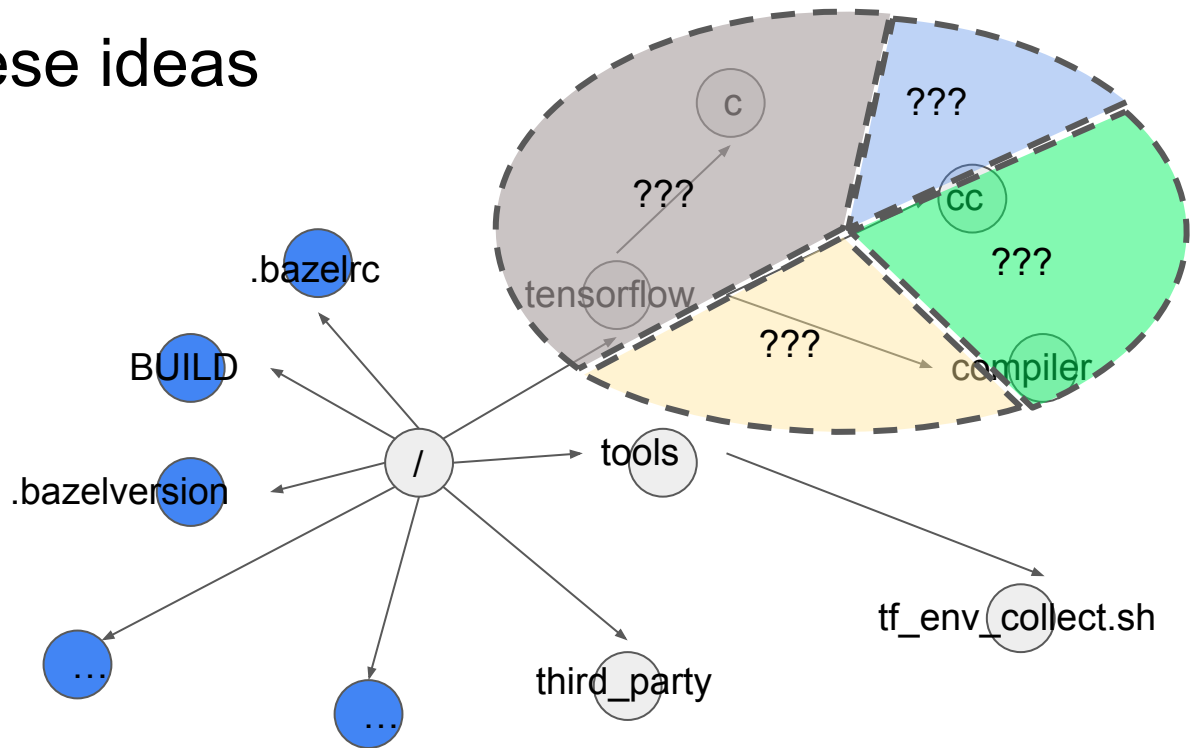 ese ideas
c
???
???
cc
.bazelrc
???
tensorflow
???
BUILD
compiler
/
tools
.bazelversion
tf_env_collect.sh
...
third_party
...